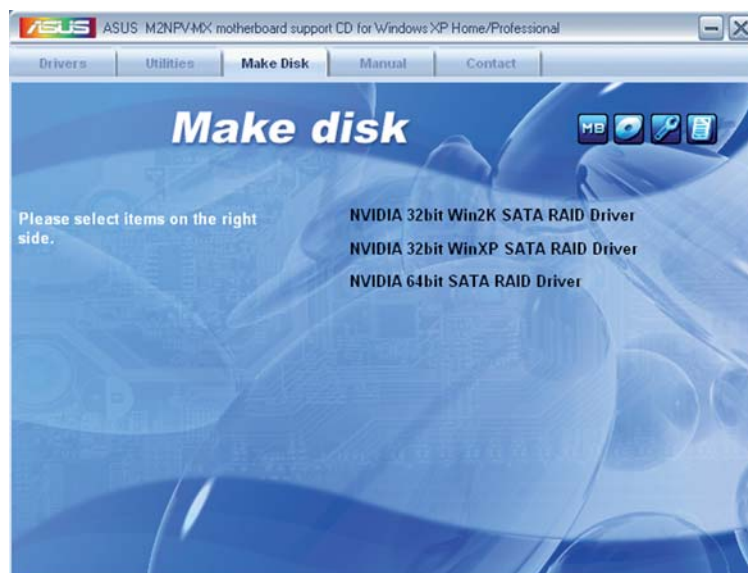 ASUS ASUS M2NPV-MX motherboard support CD for Windows XP Home/Professional
Drivers Utilities Make Disk Manual Contact
Make disk
MB
Please select items on the right
side.
NVIDIA 32bit Win2K SATA RAID Driver
NVIDIA 32bit WinXP SATA RAID Driver
NVIDIA 64bit SATA RAID Driver